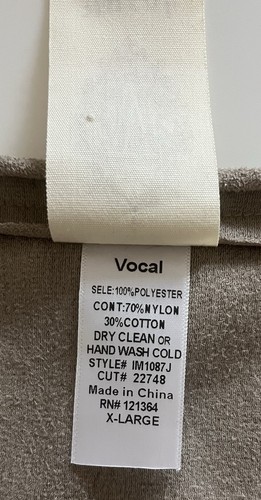 Vocal
SELE:100%POLYESTER
CONT:70%NYLON
30%COTTON
DRY CLEAN OR
HAND WASH COLD
STYLE# IM1087J
CUT# 22748
Made in China
RN# 121364
X-LARGE